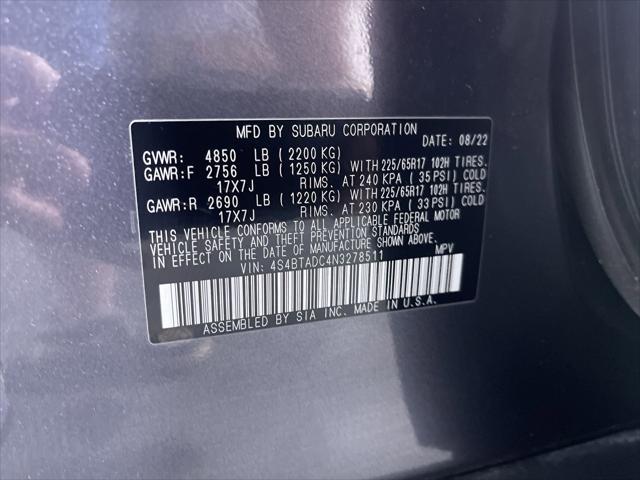 MFD BY SUBARU CORPORATION
DATE: 08/22
GVWR: 4850 LB (2200 KG)
GAWR:F 2756 LB (1250 KG) WITH 225/65R17 102H TIRES.
17X7J RIMS. AT 240 KPA (35 PSI) COLD
GAWR:R 2690 LB (1220 KG) WITH 225/65R17 102H TIRES.
17X7J RIMS. AT 230 KPA (33 PSI) COLD
THIS VEHICLE CONFORMS TO ALL APPLICABLE FEDERAL MOTOR
VEHICLE SAFETY AND THEFT PREVENTION STANDARDS
IN EFFECT ON THE DATE OF MANUFACTURE SHOWN ABOVE.
VIN: 4S4BTADC4N3278511 MPV
ASSEMBLED BY SIA INC. MADE IN U.S.A.